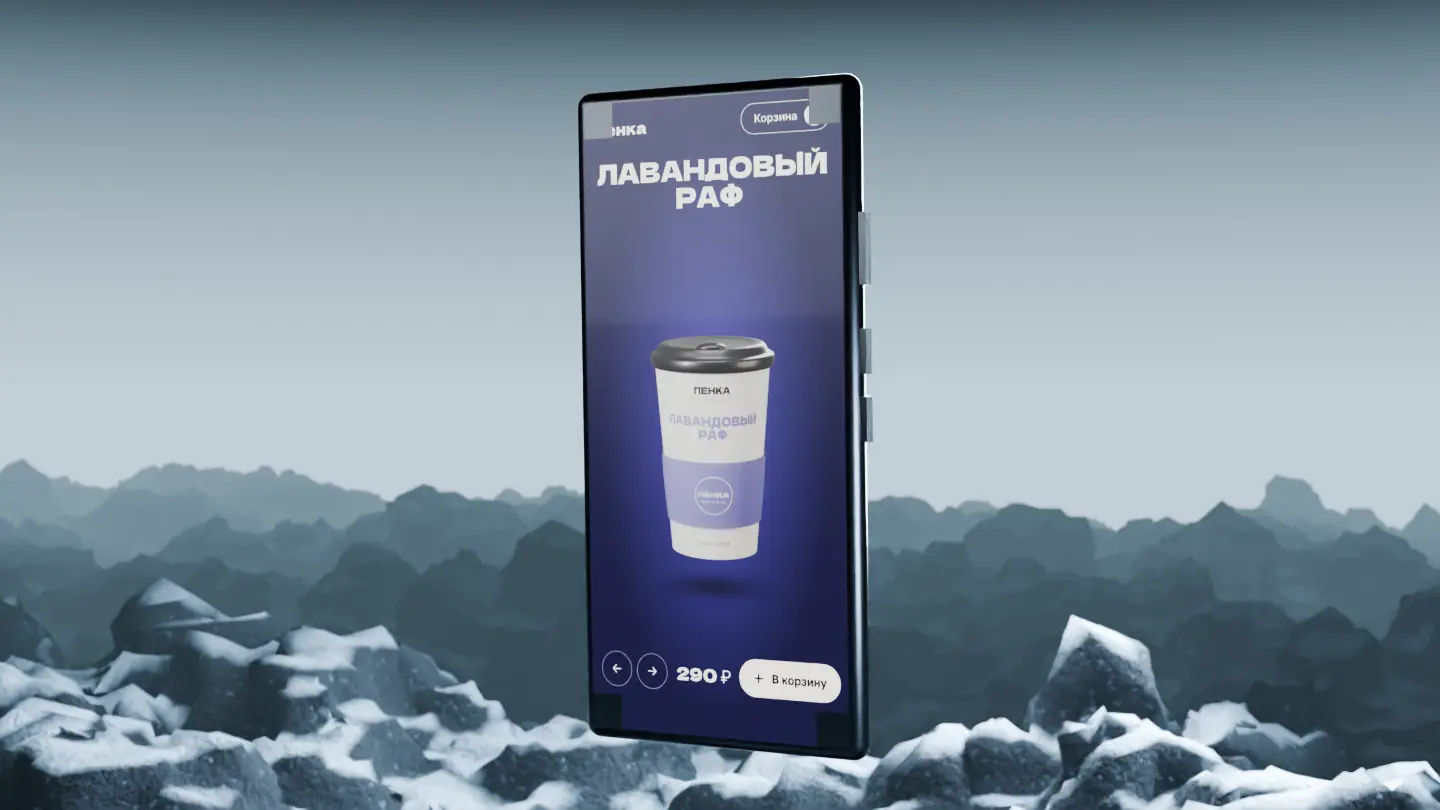 енка
Корзина
ЛАВАНДОВЫЙ
РАФ
ПЕНКА
ЛАВАНДОВЫЙ
РАФ
ПЕНКА
290 ₽
+ В корзину